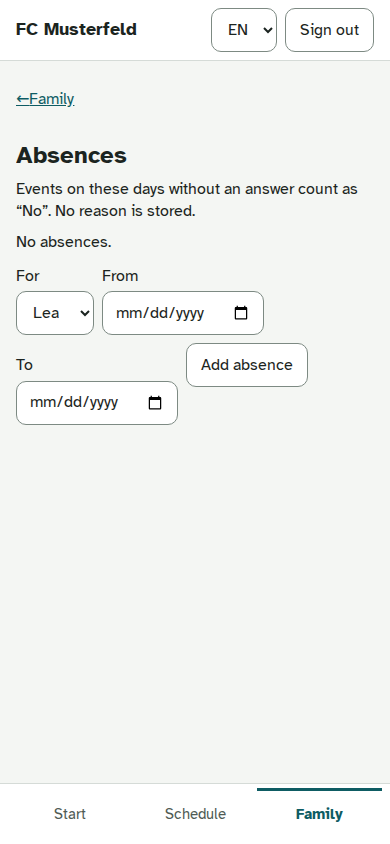 FC Musterfeld
EN
Sign out
←Family
Absences
Events on these days without an answer count as
“No”. No reason is stored.
No absences.
For
From
Lea
mm/dd/yyyy
To
Add absence
mm/dd/yyyy
Start
Schedule
Family